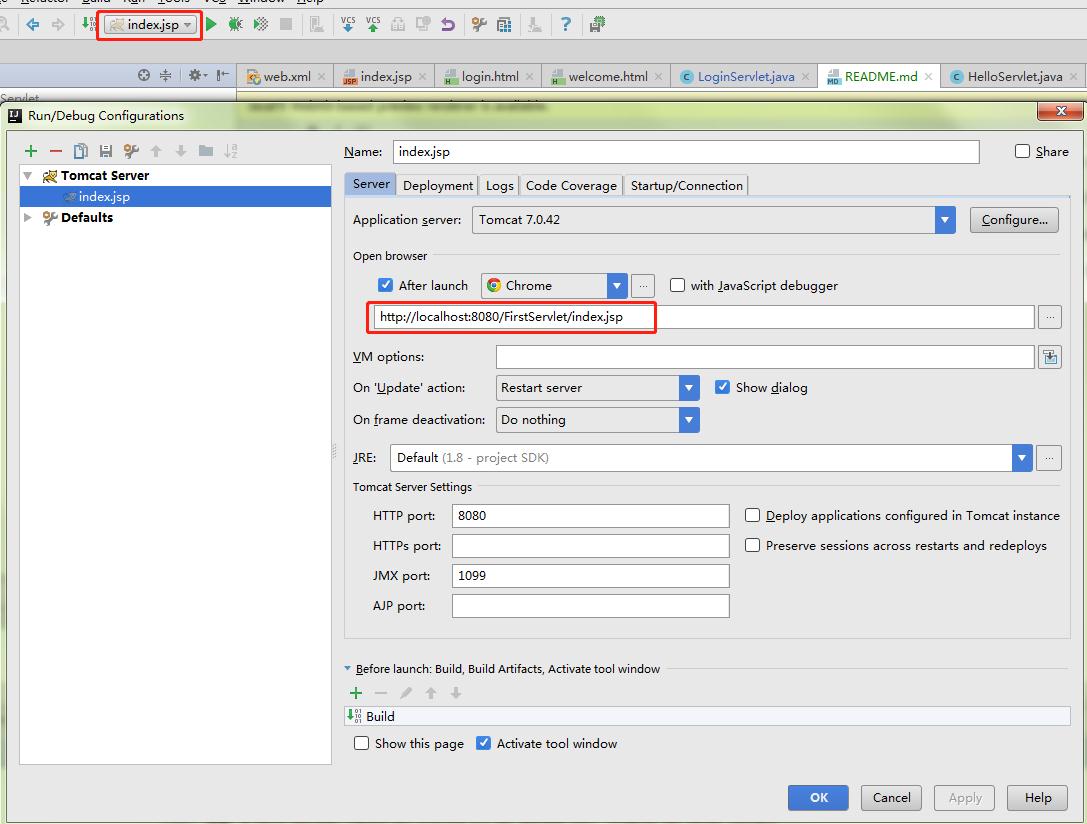 Refactor Build Run Tools VCS Window Help
index.jsp VCS VCS
web.xml index.jsp login.html welcome.html LoginServlet.java README.md HelloServlet.java
Servlet
Run/Debug Configurations
Name: index.jsp Share
Tomcat Server
index.jsp
Defaults
Server Deployment Logs Code Coverage Startup/Connection
Application server: Tomcat 7.0.42 Configure...
Open browser
After launch Chrome ... with JavaScript debugger
http://localhost:8080/FirstServlet/index.jsp ...
VM options:
On 'Update' action: Restart server Show dialog
On frame deactivation: Do nothing
JRE: Default (1.8 - project SDK) ...
Tomcat Server Settings
HTTP port: 8080 Deploy applications configured in Tomcat instance
HTTPs port: Preserve sessions across restarts and redeploys
JMX port: 1099
AJP port:
Before launch: Build, Build Artifacts, Activate tool window
Build
Show this page Activate tool window
OK Cancel Apply Help